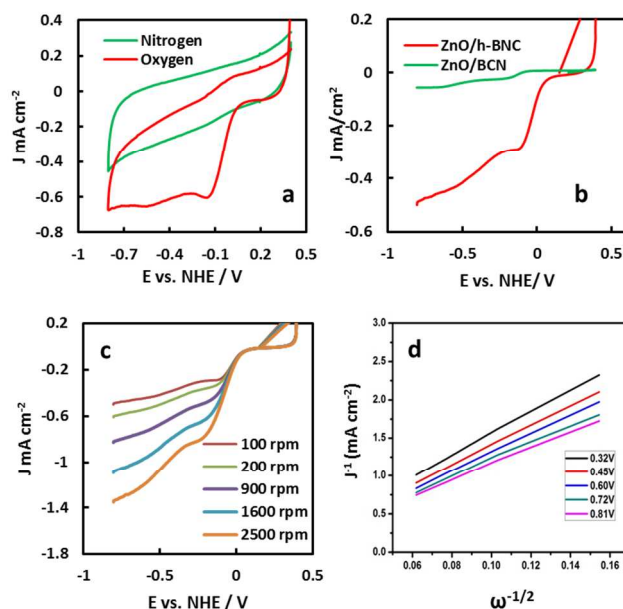 0.4
0.2
0
-0.2
-0.4
-0.6
-0.8
J mA cm-2
Nitrogen
Oxygen
a
-1
-0.7
-0.4
-0.1
0.2
0.5
E vs. NHE/ V
0.2
0
-0.2
-0.4
-0.6
J mA/cm2
ZnO/h-BNC
ZnO/BCN
b
-1
-0.5
0
0.5
E vs. NHE/ V
0.2
-0.2
-0.6
-1
-1.4
-1.8
J mA cm-2
c
100 rpm
200 rpm
900 rpm
1600 rpm
2500 rpm
-1
-0.5
0
0.5
E vs. NHE/ V
3.0
2.5
2.0
1.5
1.0
0.5
0.0
J-1 (mA cm-2)
d
0.32V
0.45V
0.60V
0.72V
0.81V
0.06
0.08
0.10
0.12
0.14
0.16
ω-1/2